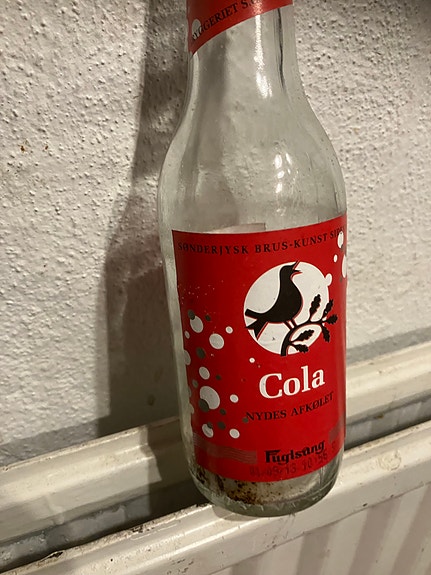 SØNDERJYSK BRUS·KUNST
Cola
NYDES AFKØLET
Fuglsang